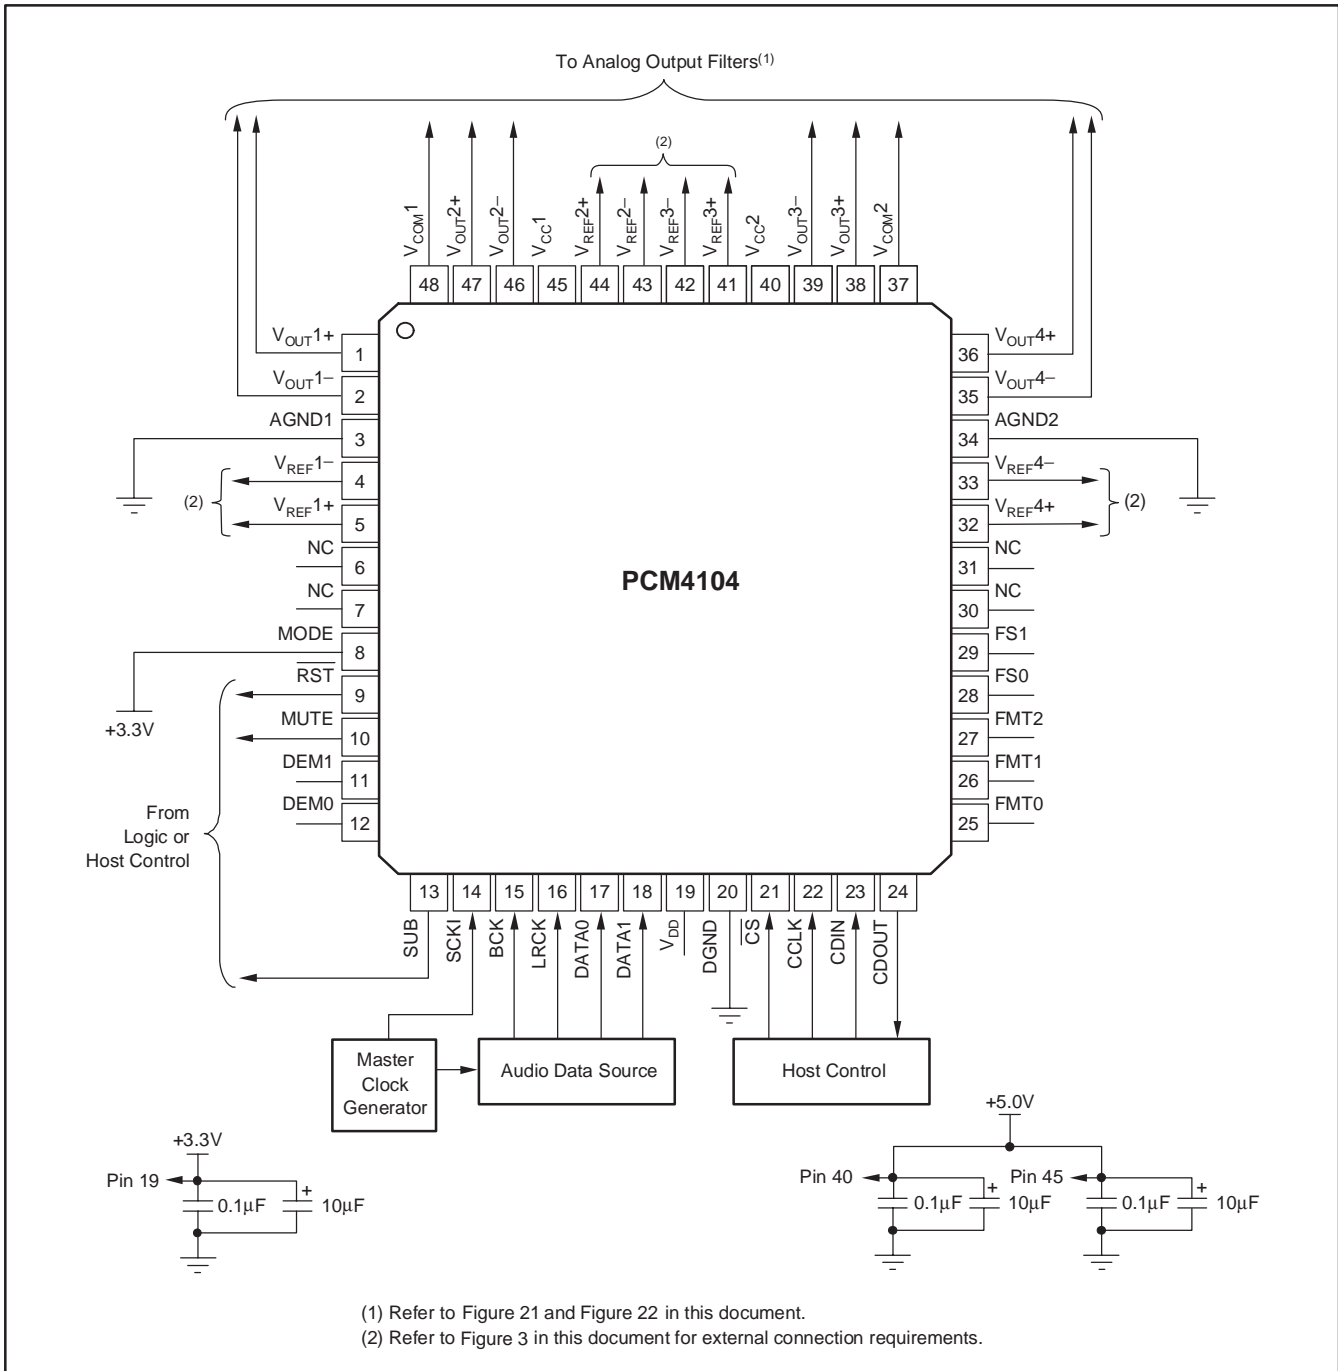 To Analog Output Filters(1)
(2)
VCOM1
VOUT2+
VOUT2−
VCC1
VREF2+
VREF2−
VREF3−
VREF3+
VCC2
VOUT3−
VOUT3+
VCOM2
48 47 46 45 44 43 42 41 40 39 38 37
VOUT1+ 1
VOUT1− 2
AGND1 3
VREF1− 4
(2)
VREF1+ 5
NC 6
NC 7
MODE 8
+3.3V
RST 9
MUTE 10
DEM1 11
DEM0 12
From
Logic or
Host Control
PCM4104
36 VOUT4+
35 VOUT4−
34 AGND2
33 VREF4−
(2)
32 VREF4+
31 NC
30 NC
29 FS1
28 FS0
27 FMT2
26 FMT1
25 FMT0
13 14 15 16 17 18 19 20 21 22 23 24
SUB
SCKI
BCK
LRCK
DATA0
DATA1
VDD
DGND
CS
CCLK
CDIN
CDOUT
Master
Clock
Generator
Audio Data Source
Host Control
+3.3V
Pin 19
0.1µF
+
10µF
+5.0V
Pin 40
0.1µF
+
10µF
Pin 45
0.1µF
+
10µF
(1) Refer to Figure 21 and Figure 22 in this document.
(2) Refer to Figure 3 in this document for external connection requirements.